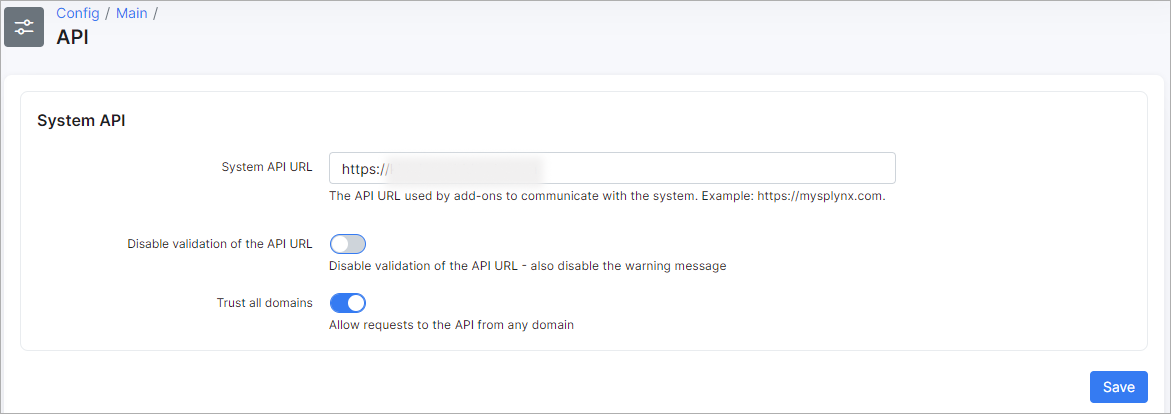 Config / Main /
API
System API
System API URL
https://
The API URL used by add-ons to communicate with the system. Example: https://mysplynx.com.
Disable validation of the API URL
Disable validation of the API URL - also disable the warning message
Trust all domains
Allow requests to the API from any domain
Save